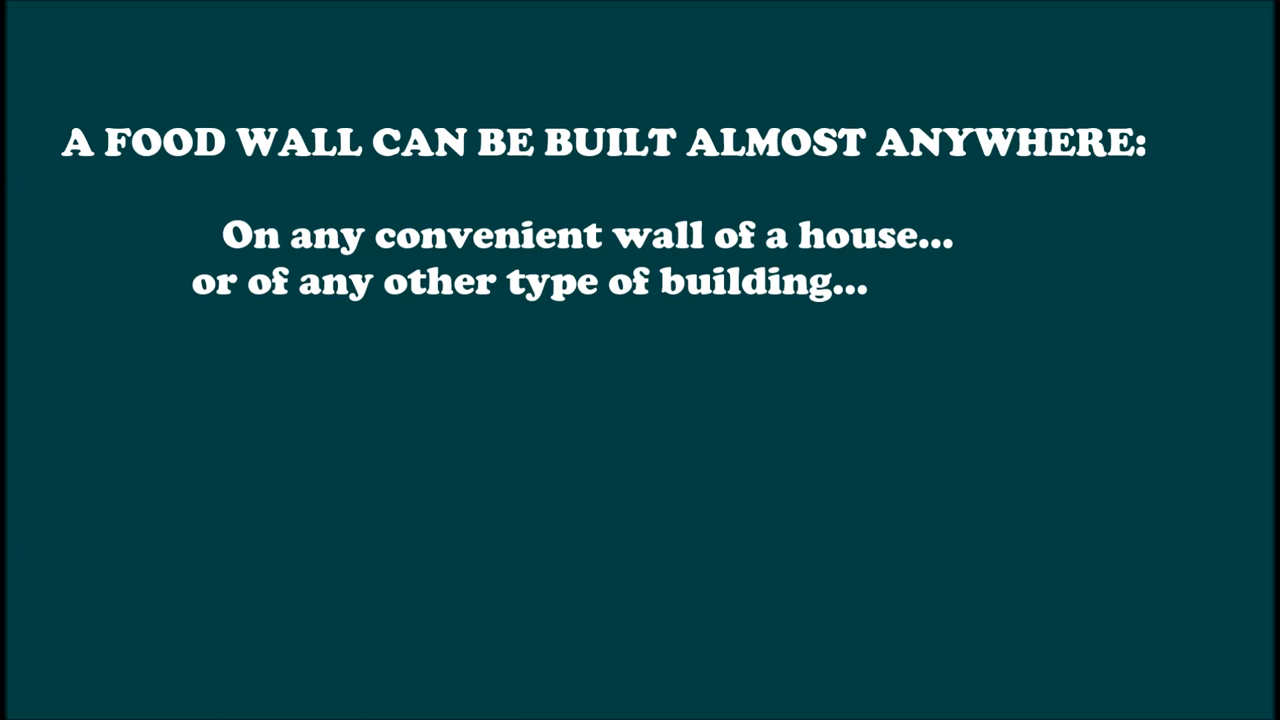 A FOOD WALL CAN BE BUILT ALMOST ANYWHERE:
On any convenient wall of a house...
or of any other type of building...